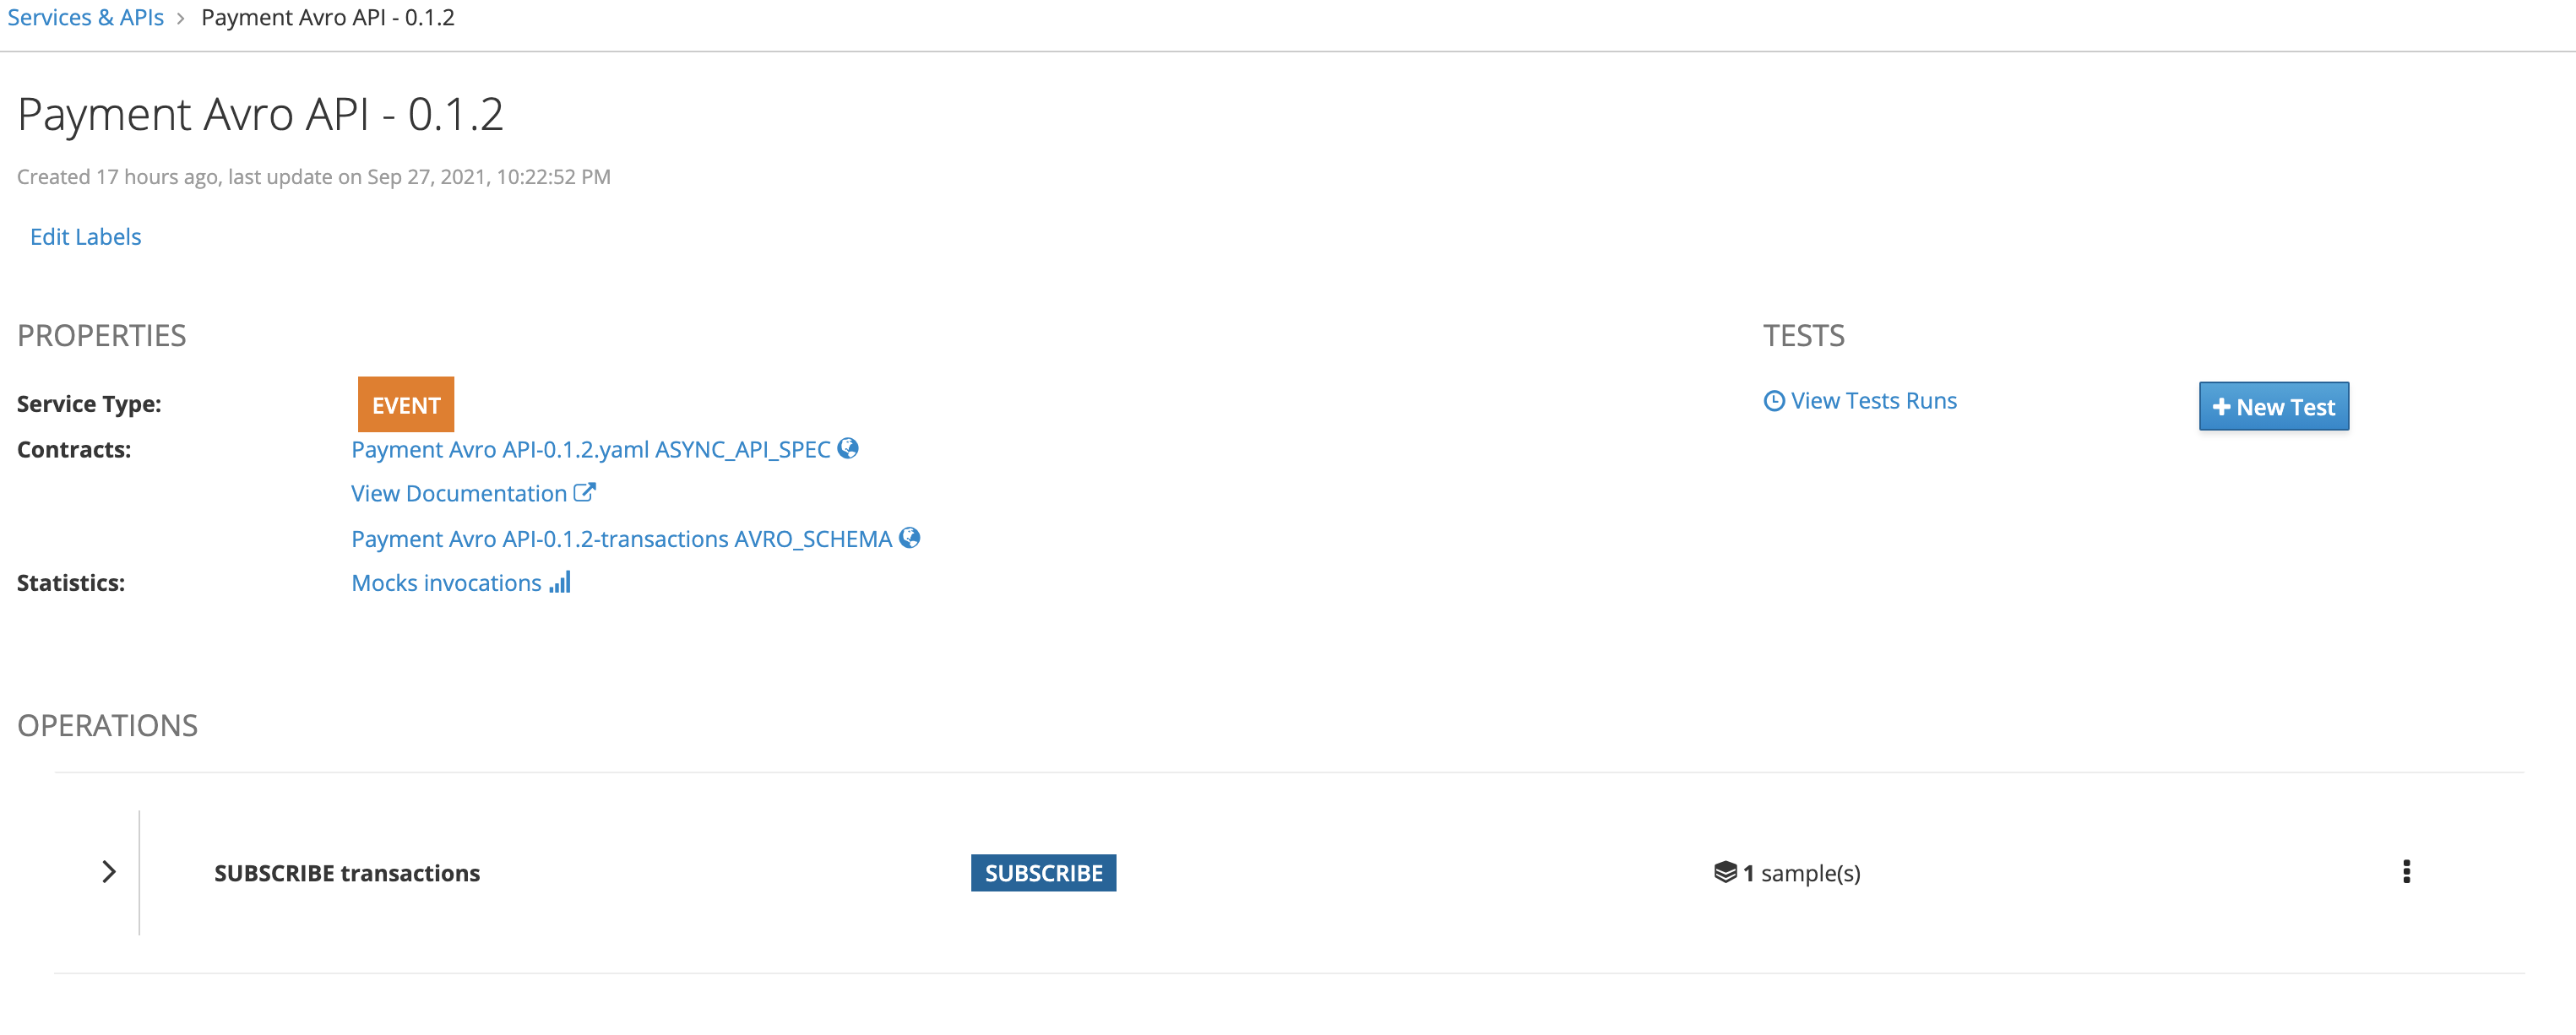 Services & APIs > Payment Avro API - 0.1.2
Payment Avro API - 0.1.2
Created 17 hours ago, last update on Sep 27, 2021, 10:22:52 PM
Edit Labels
PROPERTIES
Service Type: EVENT
Contracts: Payment Avro API-0.1.2.yaml ASYNC_API_SPEC
View Documentation
Payment Avro API-0.1.2-transactions AVRO_SCHEMA
Statistics: Mocks invocations
TESTS
View Tests Runs
New Test
OPERATIONS
SUBSCRIBE transactions SUBSCRIBE 1 sample(s)